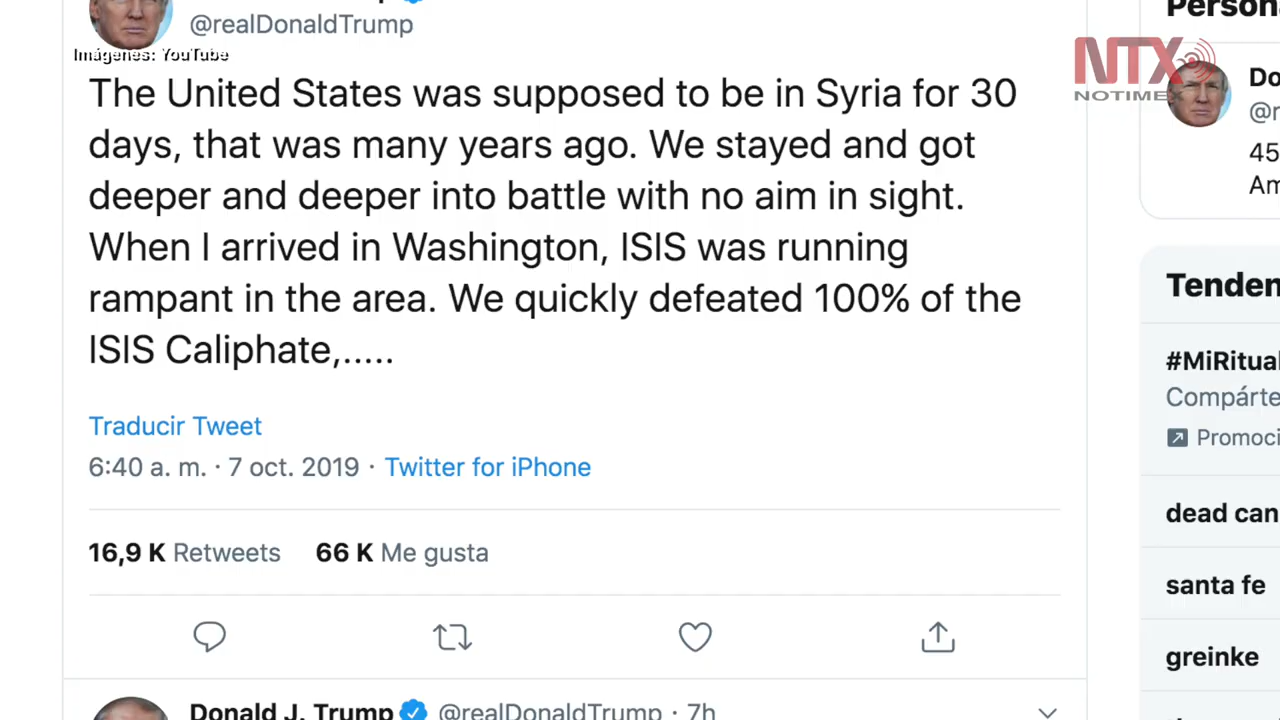 @realDonaldTrump
Imágenes: YouTube
The United States was supposed to be in Syria for 30
days, that was many years ago. We stayed and got
deeper and deeper into battle with no aim in sight.
When I arrived in Washington, ISIS was running
rampant in the area. We quickly defeated 100% of the
ISIS Caliphate,.....
Traducir Tweet
6:40 a. m. · 7 oct. 2019 · Twitter for iPhone
16,9 K Retweets 66 K Me gusta
Donald J. Trump @realDonaldTrump · 7h
NTX
NOTIMEX
Persona
Do
@r
45
Am
Tenden
#MiRitual
Compárte
Promoci
dead can
santa fe
greinke